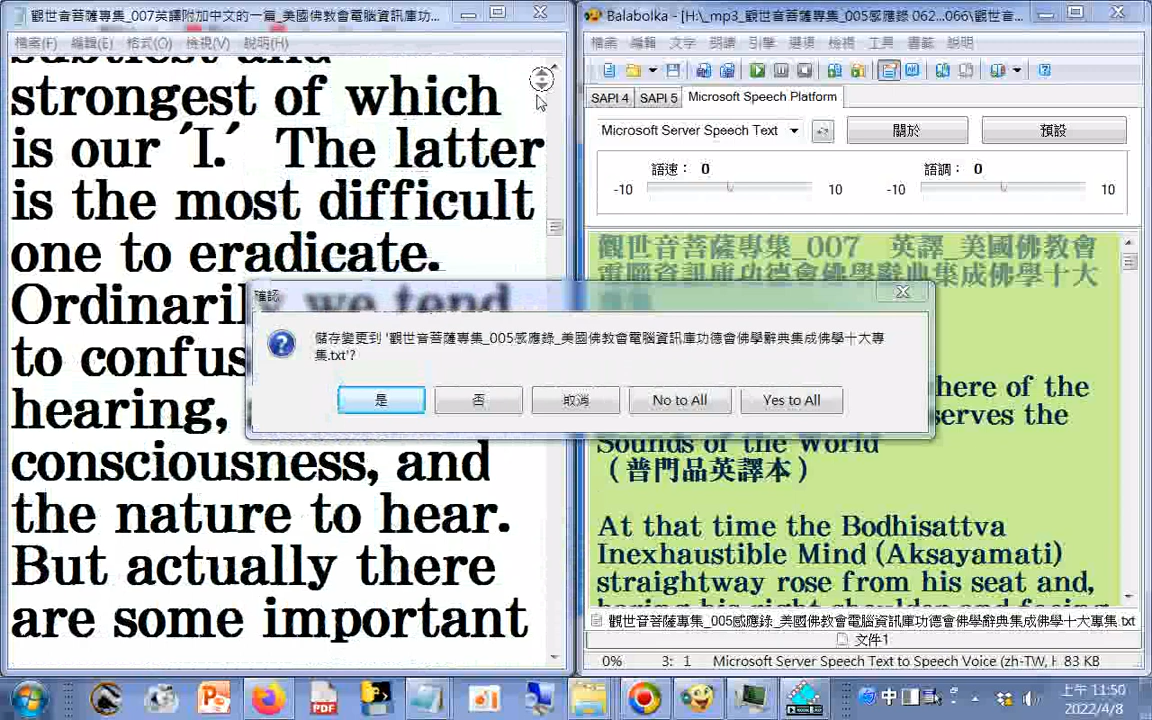 觀世音菩薩專集_007英譯附加中文的一篇_美國佛教會電腦資訊庫功...
檔案(F) 編輯(E) 格式(O) 檢視(V) 說明(H)
subtlest and
strongest of which
is our ′I.′ The latter
is the most difficult
one to eradicate.
Ordinarily we tend
to confus
hearing,
consciousness, and
the nature to hear.
But actually there
are some important
Balabolka - [H:\_mp3_觀世音菩薩專集_005感應錄 062...066\觀世音...
檔案 編輯 文字 朗讀 引擎 選項 檢視 工具 書籤 說明
SAPI 4 SAPI 5 Microsoft Speech Platform
Microsoft Server Speech Text 關於 預設
語速： 0 語調： 0
-10 10 -10 10
觀世音菩薩專集_007 英譯_美國佛教會
電腦資訊庫功德會佛學辭典集成佛學十大
here of the
serves the
Sounds of the World
（普門品英譯本）
At that time the Bodhisattva
Inexhaustible Mind (Aksayamati)
straightway rose from his seat and,
baring his right shoulder and facing
觀世音菩薩專集_005感應錄_美國佛教會電腦資訊庫功德會佛學辭典集成佛學十大專集.txt
文件1
0% 3: 1 Microsoft Server Speech Text to Speech Voice (zh-TW, H 83 KB
確認
儲存變更到 '觀世音菩薩專集_005感應錄_美國佛教會電腦資訊庫功德會佛學辭典集成佛學十大專
集.txt'?
是 否 取消 No to All Yes to All
中
上午 11:50
2022/4/8